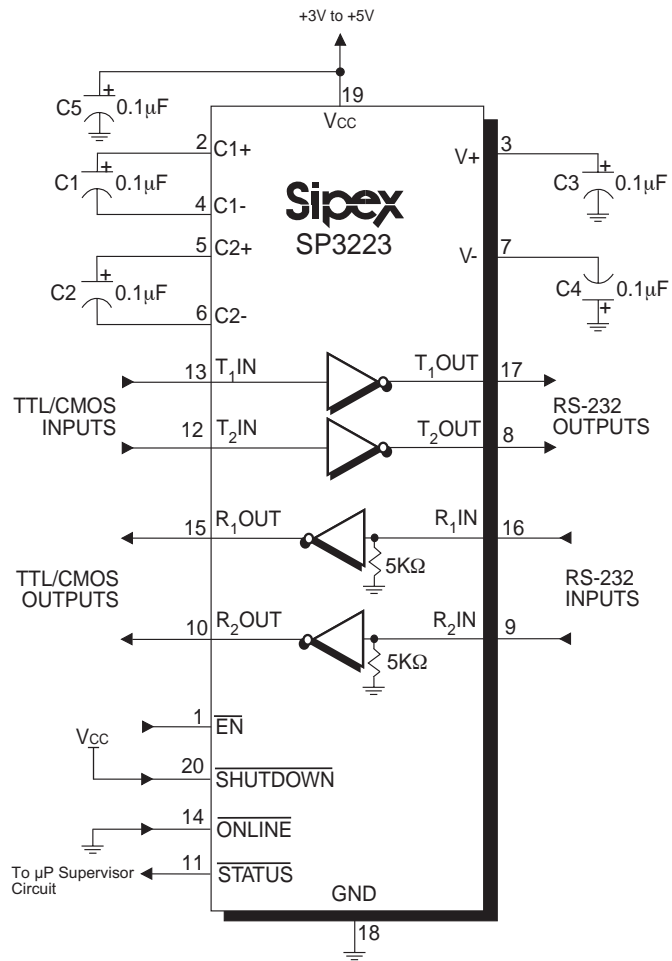 +3V to +5V
C5 + 0.1µF
19
VCC
2 C1+
V+ 3
C1 + 0.1µF
C3 + 0.1µF
4 C1-
Sipex
SP3223
5 C2+
V- 7
C2 + 0.1µF
C4 0.1µF +
6 C2-
13 T1IN T1OUT 17
TTL/CMOS INPUTS
RS-232 OUTPUTS
12 T2IN T2OUT 8
15 R1OUT R1IN 16
5KΩ
TTL/CMOS OUTPUTS
RS-232 INPUTS
10 R2OUT R2IN 9
5KΩ
1 EN
VCC
20 SHUTDOWN
14 ONLINE
To µP Supervisor Circuit
11 STATUS
GND
18